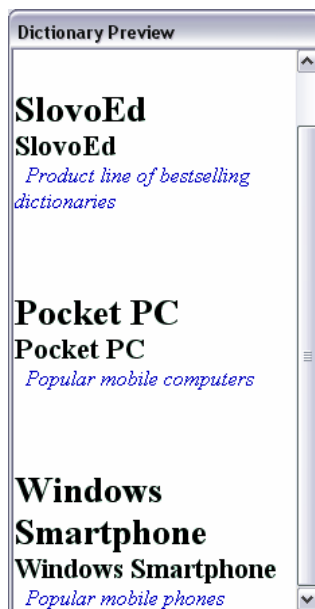 Dictionary Preview
SlovoEd
SlovoEd
Product line of bestselling
dictionaries
Pocket PC
Pocket PC
Popular mobile computers
Windows
Smartphone
Windows Smartphone
Popular mobile phones